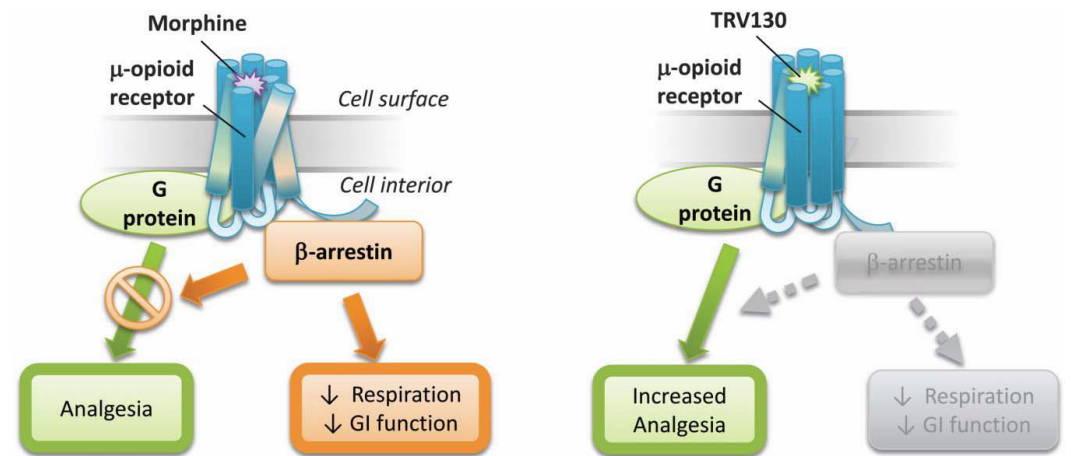 Morphine
μ-opioid
receptor
Cell surface
Cell interior
G
protein
β-arrestin
Analgesia
↓ Respiration
↓ GI function
TRV130
μ-opioid
receptor
G
protein
β-arrestin
Increased
Analgesia
↓ Respiration
↓ GI function